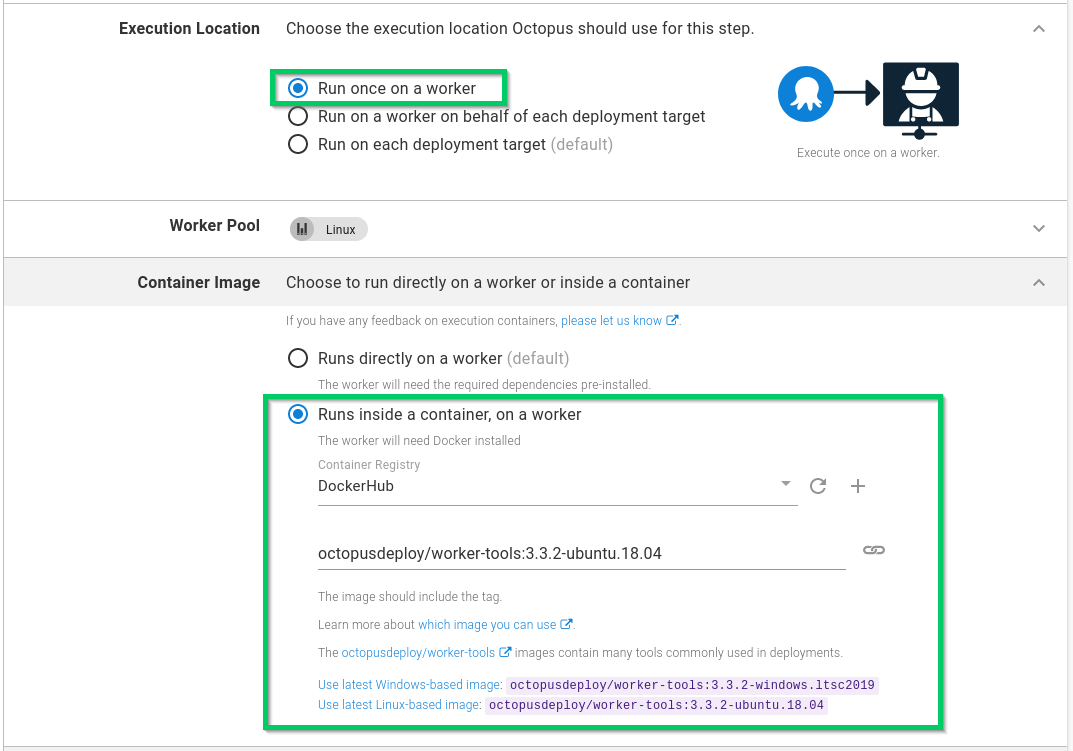 Execution Location
Choose the execution location Octopus should use for this step.
Run once on a worker
Run on a worker on behalf of each deployment target
Run on each deployment target (default)
Execute once on a worker.
Worker Pool
Linux
Container Image
Choose to run directly on a worker or inside a container
If you have any feedback on execution containers, please let us know.
Runs directly on a worker (default)
The worker will need the required dependencies pre-installed.
Runs inside a container, on a worker
The worker will need Docker installed
Container Registry
DockerHub
octopusdeploy/worker-tools:3.3.2-ubuntu.18.04
The image should include the tag.
Learn more about which image you can use.
The octopusdeploy/worker-tools images contain many tools commonly used in deployments.
Use latest Windows-based image: octopusdeploy/worker-tools:3.3.2-windows.ltsc2019
Use latest Linux-based image: octopusdeploy/worker-tools:3.3.2-ubuntu.18.04